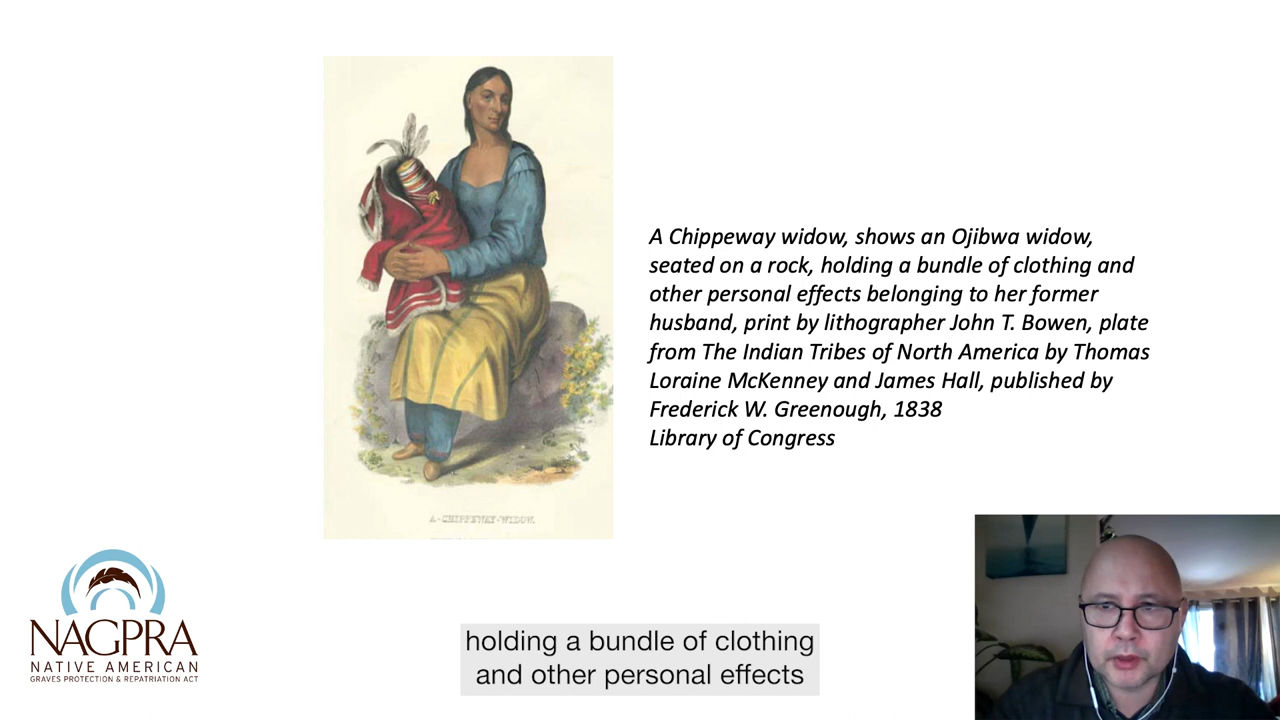 A Chippeway widow, shows an Ojibwa widow,
seated on a rock, holding a bundle of clothing and
other personal effects belonging to her former
husband, print by lithographer John T. Bowen, plate
from The Indian Tribes of North America by Thomas
Loraine McKenney and James Hall, published by
Frederick W. Greenough, 1838
Library of Congress
A-CHIPPEWAY-WIDOW.
NAGPRA
NATIVE AMERICAN
GRAVES PROTECTION & REPATRIATION ACT
holding a bundle of clothing
and other personal effects